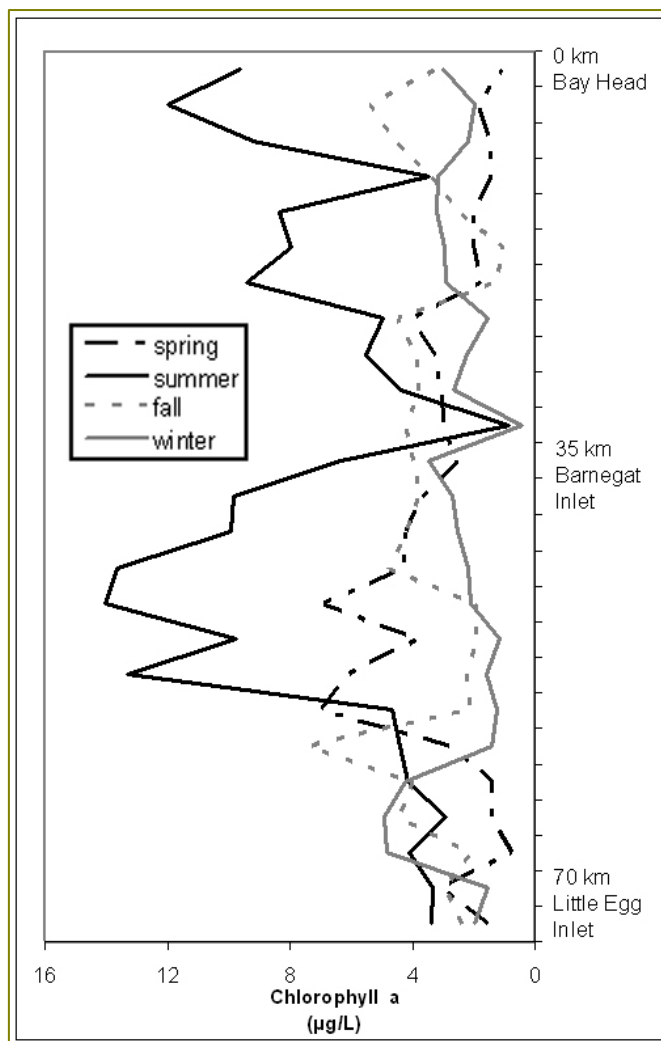 0 km
Bay Head
spring
summer
fall
winter
35 km
Barnegat
Inlet
70 km
Little Egg
Inlet
16 12 8 4 0
Chlorophyll a
(µg/L)